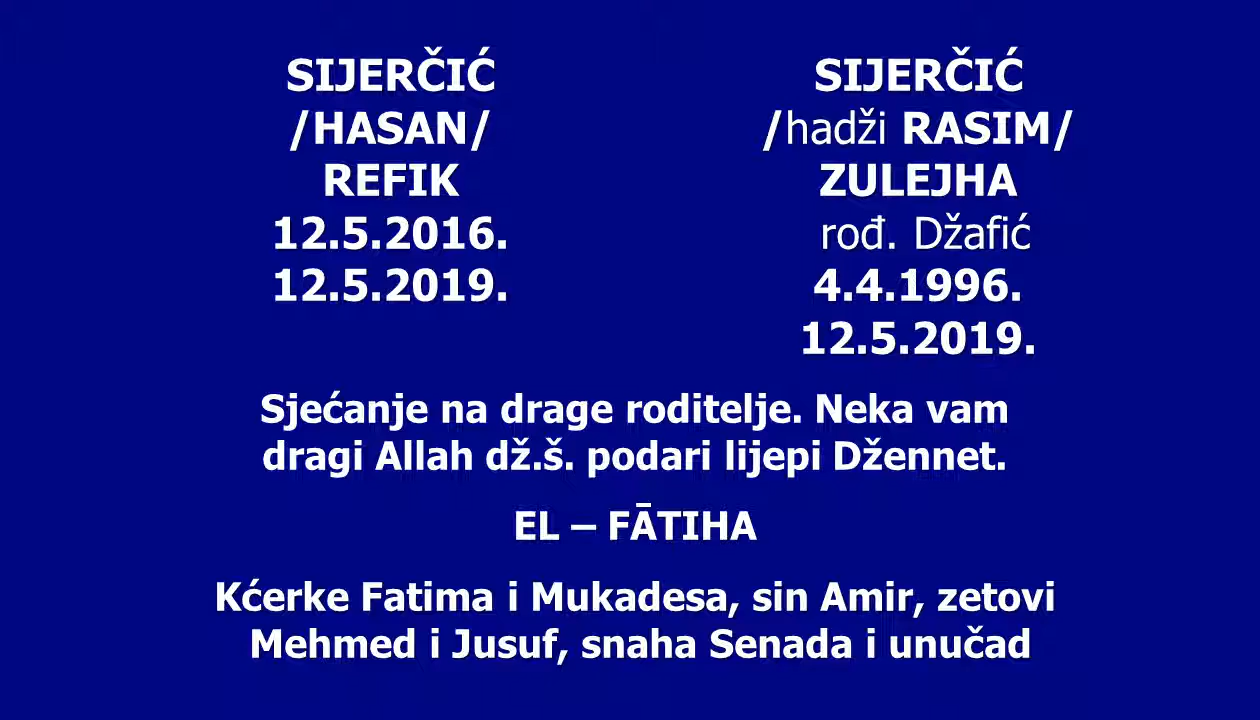 SIJERČIĆ
/HASAN/
REFIK
12.5.2016.
12.5.2019.
SIJERČIĆ
/hadži RASIM/
ZULEJHA
rođ. Džafić
4.4.1996.
12.5.2019.
Sjećanje na drage roditelje. Neka vam
dragi Allah dž.š. podari lijepi Džennet.
EL – FĀTIHA
Kćerke Fatima i Mukadesa, sin Amir, zetovi
Mehmed i Jusuf, snaha Senada i unučad